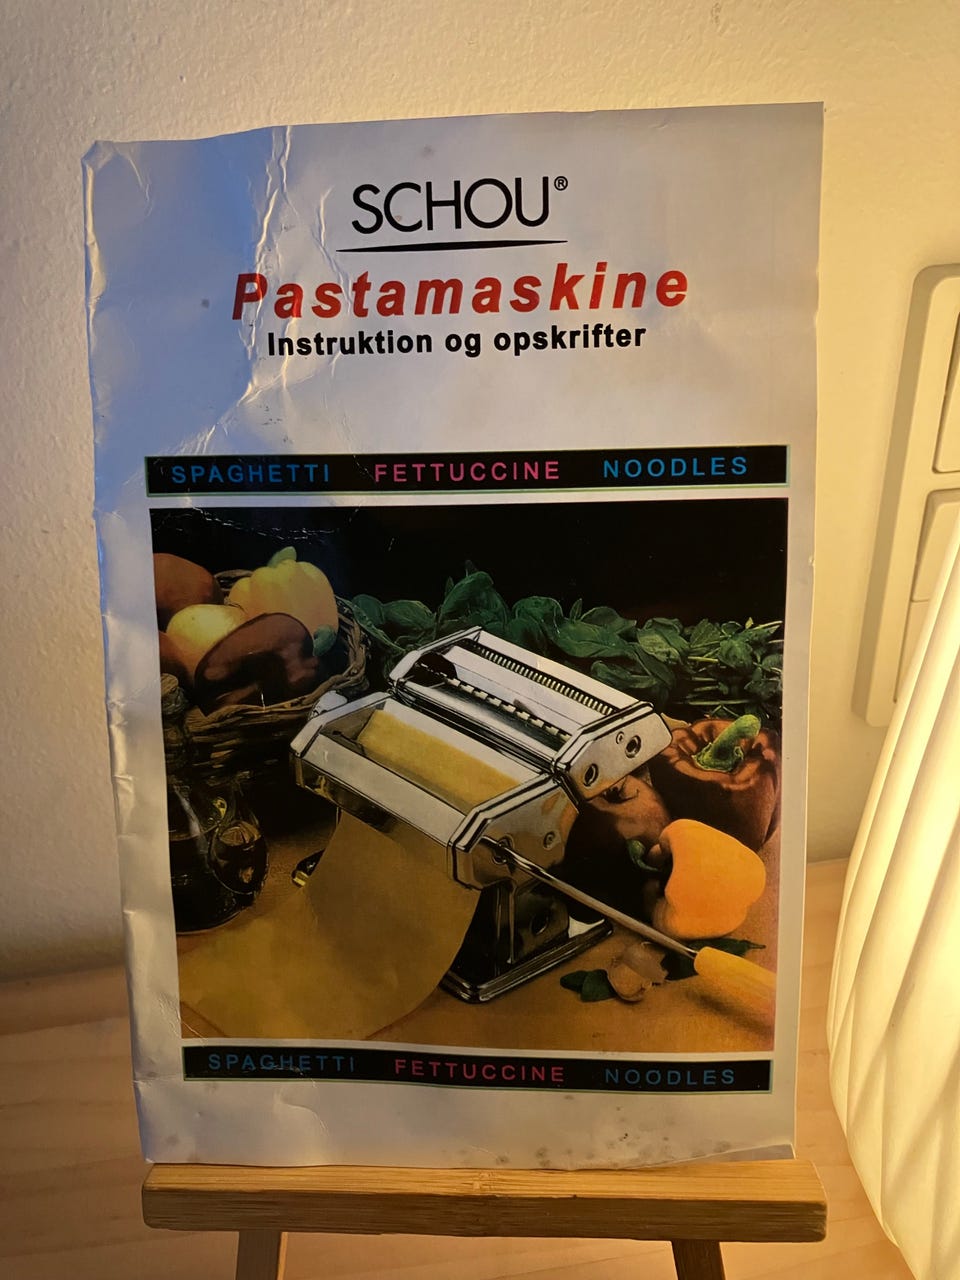 SCHOU®
Pastamaskine
Instruktion og opskrifter
SPAGHETTI FETTUCCINE NOODLES
SPAGHETTI FETTUCCINE NOODLES